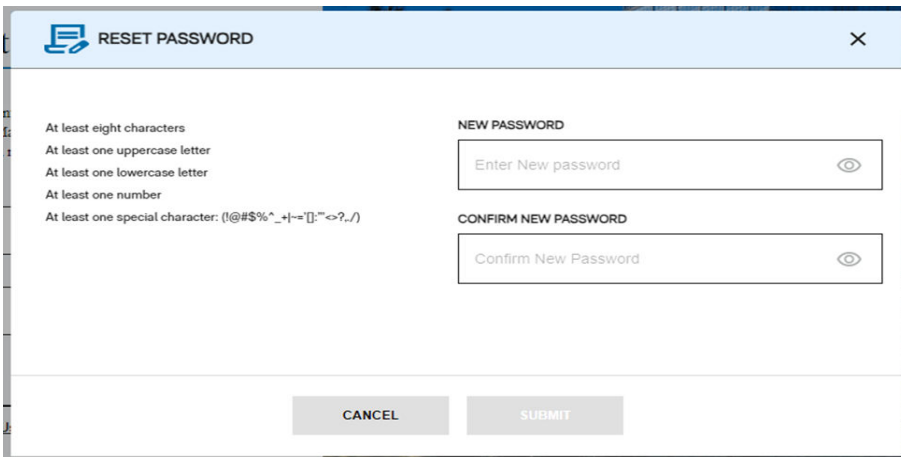 RESET PASSWORD
At least eight characters
At least one uppercase letter
At least one lowercase letter
At least one number
At least one special character: (!@#$%^_+|~='[]:"'<>?,./)
NEW PASSWORD
Enter New password
CONFIRM NEW PASSWORD
Confirm New Password
CANCEL
SUBMIT